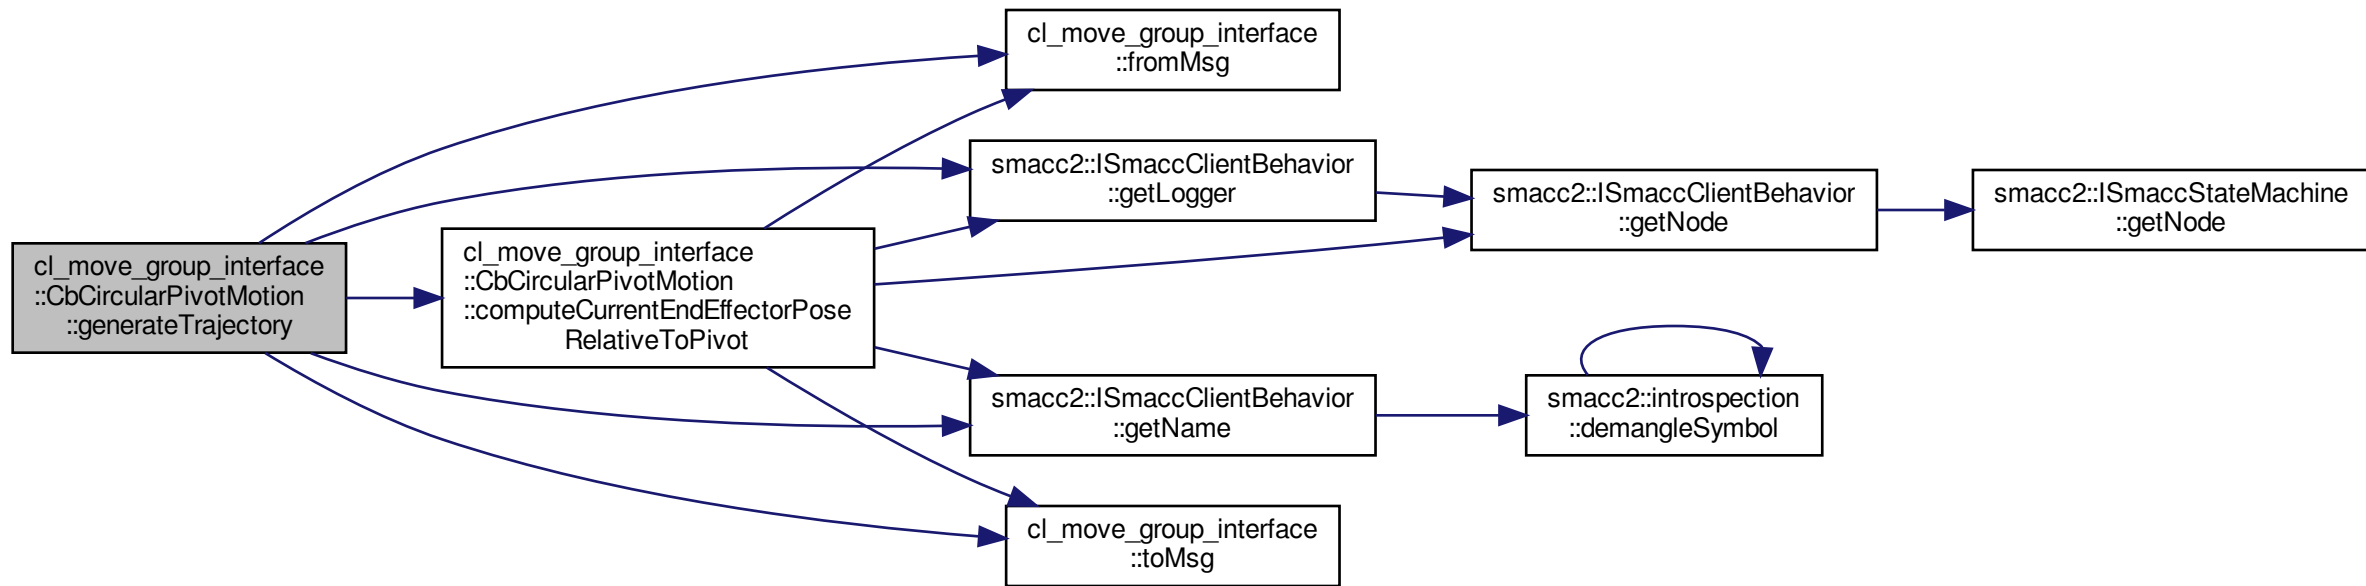 cl_move_group_interface
::CbCircularPivotMotion
::generateTrajectory
cl_move_group_interface
::CbCircularPivotMotion
::computeCurrentEndEffectorPose
RelativeToPivot
cl_move_group_interface
::fromMsg
smacc2::ISmaccClientBehavior
::getLogger
smacc2::ISmaccClientBehavior
::getName
cl_move_group_interface
::toMsg
smacc2::ISmaccClientBehavior
::getNode
smacc2::introspection
::demangleSymbol
smacc2::ISmaccStateMachine
::getNode